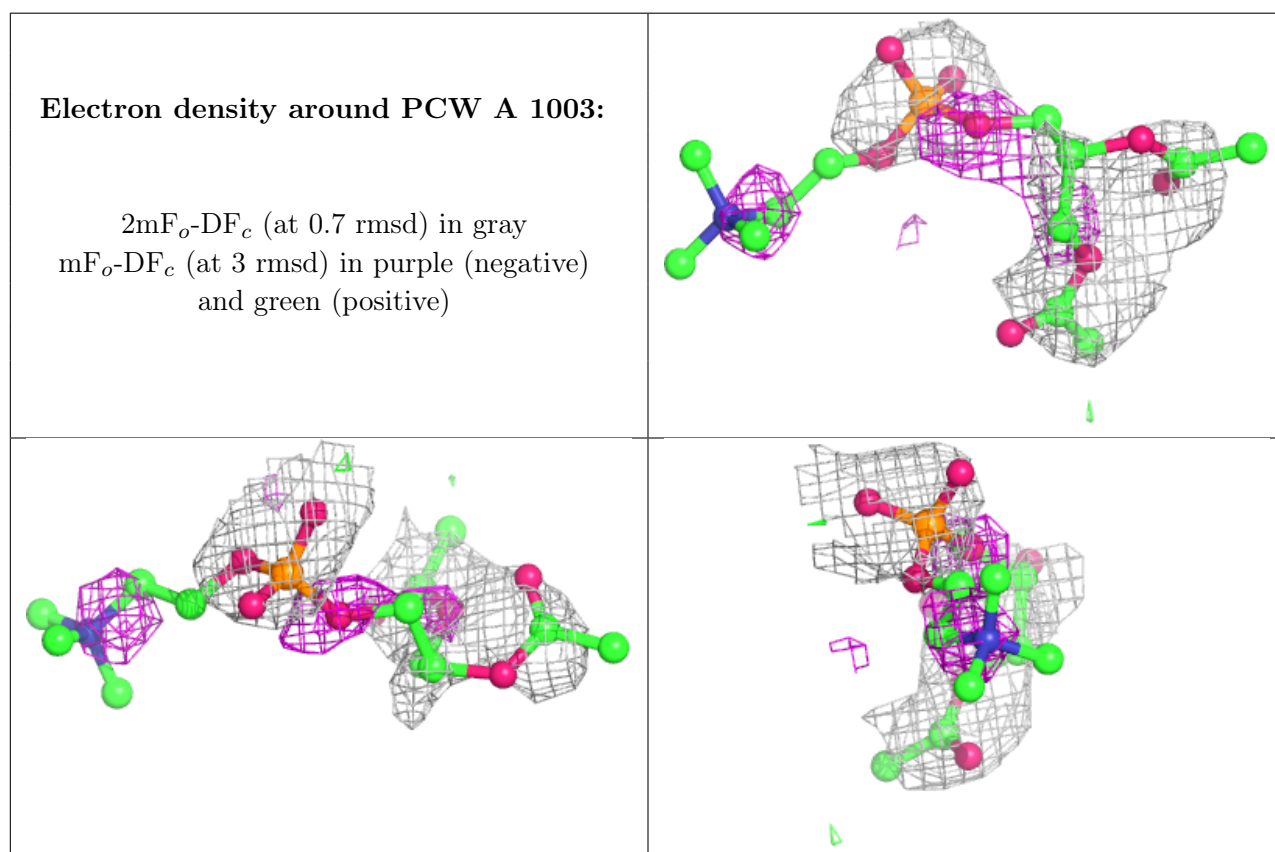 Electron density around PCW A 1003:
2mFo-DFc (at 0.7 rmsd) in gray
mFo-DFc (at 3 rmsd) in purple (negative)
and green (positive)